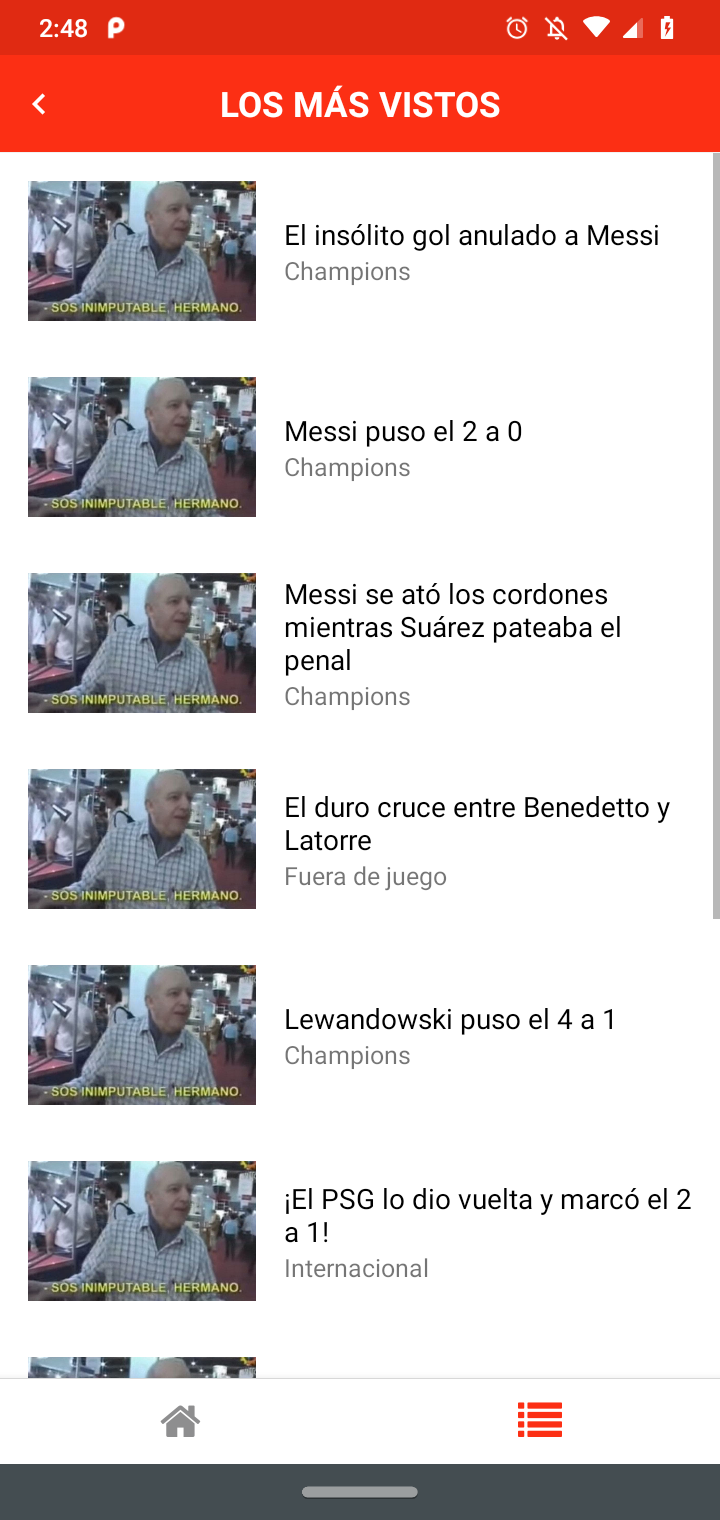 2:48
LOS MÁS VISTOS
- SOS INIMPUTABLE, HERMANO.
El insólito gol anulado a Messi
Champions
- SOS INIMPUTABLE, HERMANO.
Messi puso el 2 a 0
Champions
- SOS INIMPUTABLE, HERMANO.
Messi se ató los cordones
mientras Suárez pateaba el
penal
Champions
- SOS INIMPUTABLE, HERMANO.
El duro cruce entre Benedetto y
Latorre
Fuera de juego
- SOS INIMPUTABLE, HERMANO.
Lewandowski puso el 4 a 1
Champions
- SOS INIMPUTABLE, HERMANO.
¡El PSG lo dio vuelta y marcó el 2
a 1!
Internacional